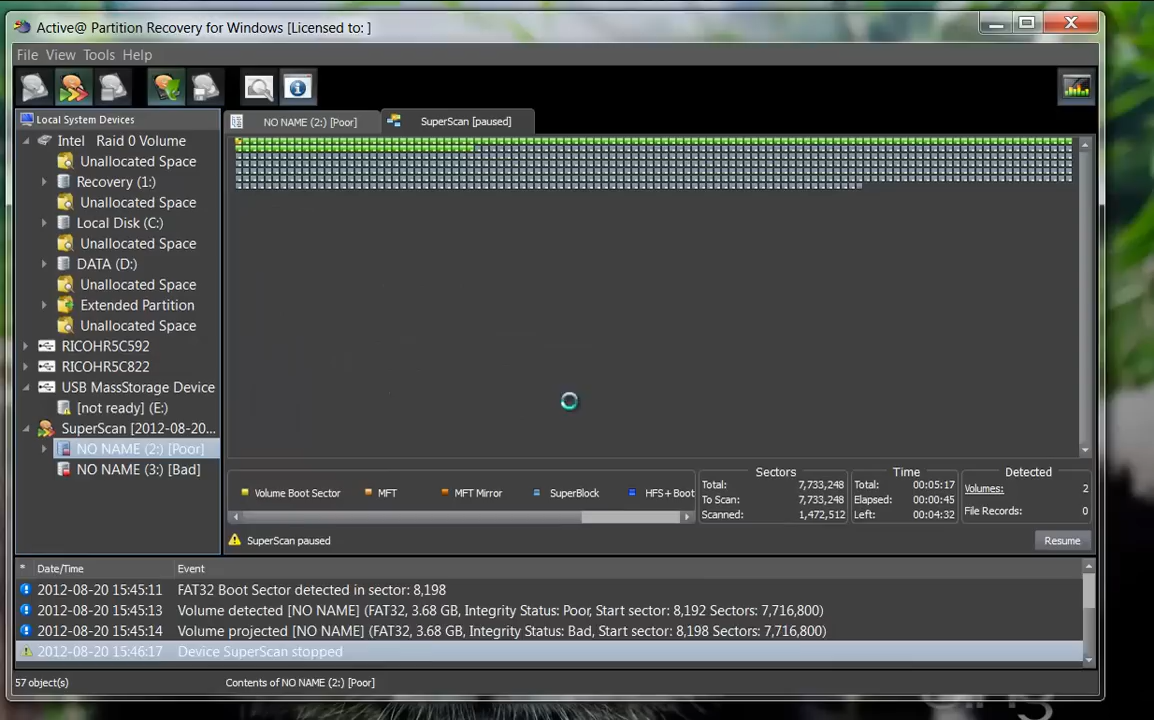 Active@ Partition Recovery for Windows [Licensed to: ]
File View Tools Help
Local System Devices
Intel Raid 0 Volume
Unallocated Space
Recovery (1:)
Unallocated Space
Local Disk (C:)
Unallocated Space
DATA (D:)
Unallocated Space
Extended Partition
Unallocated Space
RICOHR5C592
RICOHR5C822
USB MassStorage Device
[not ready] (E:)
SuperScan [2012-08-20...
NO NAME (2:) [Poor]
NO NAME (3:) [Bad]
NO NAME (2:) [Poor] SuperScan [paused]
Volume Boot Sector MFT MFT Mirror SuperBlock HFS+ Boot
Sectors
Total: 7,733,248
To Scan: 7,733,248
Scanned: 1,472,512
Time
Total: 00:05:17
Elapsed: 00:00:45
Left: 00:04:32
Detected
Volumes: 2
File Records: 0
SuperScan paused
Resume
* Date/Time Event
2012-08-20 15:45:11 FAT32 Boot Sector detected in sector: 8,198
2012-08-20 15:45:13 Volume detected [NO NAME] (FAT32, 3.68 GB, Integrity Status: Poor, Start sector: 8,192 Sectors: 7,716,800)
2012-08-20 15:45:14 Volume projected [NO NAME] (FAT32, 3.68 GB, Integrity Status: Bad, Start sector: 8,198 Sectors: 7,716,800)
2012-08-20 15:46:17 Device SuperScan stopped
57 object(s) Contents of NO NAME (2:) [Poor]